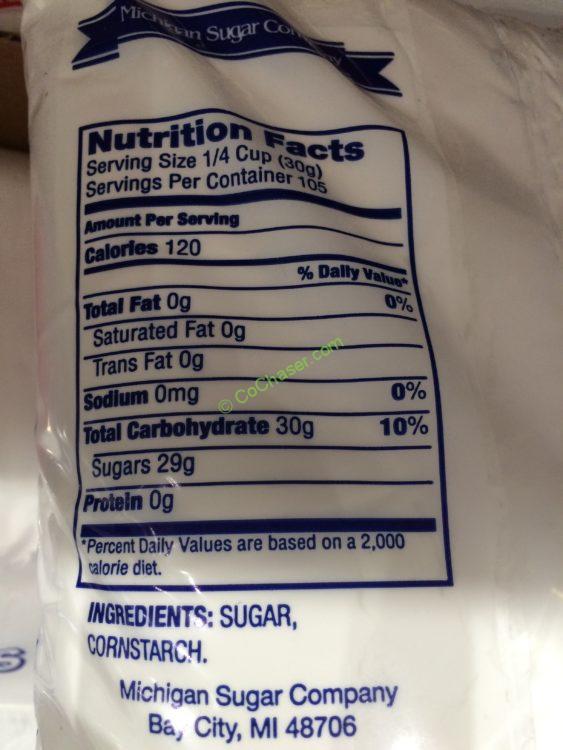 Michigan Sugar Company
Nutrition Facts
Serving Size 1/4 Cup (30g)
Servings Per Container 105
Amount Per Serving
Calories 120
% Daily Value*
Total Fat 0g 0%
Saturated Fat 0g
Trans Fat 0g
© CoChaser.com
Sodium 0mg 0%
Total Carbohydrate 30g 10%
Sugars 29g
Protein 0g
*Percent Daily Values are based on a 2,000
calorie diet.
INGREDIENTS: SUGAR,
CORNSTARCH.
Michigan Sugar Company
Bay City, MI 48706